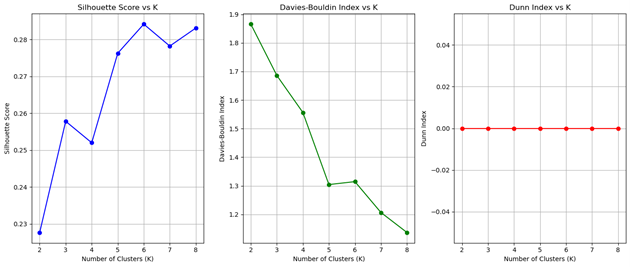 Silhouette Score vs K
0.28
0.27
0.26
0.25
0.24
0.23
Silhouette Score
2 3 4 5 6 7 8
Number of Clusters (K)
Davies-Bouldin Index vs K
1.9
1.8
1.7
1.6
1.5
1.4
1.3
1.2
Davies-Bouldin Index
2 3 4 5 6 7 8
Number of Clusters (K)
Dunn Index vs K
0.04
0.02
0.00
−0.02
−0.04
Dunn Index
2 3 4 5 6 7 8
Number of Clusters (K)